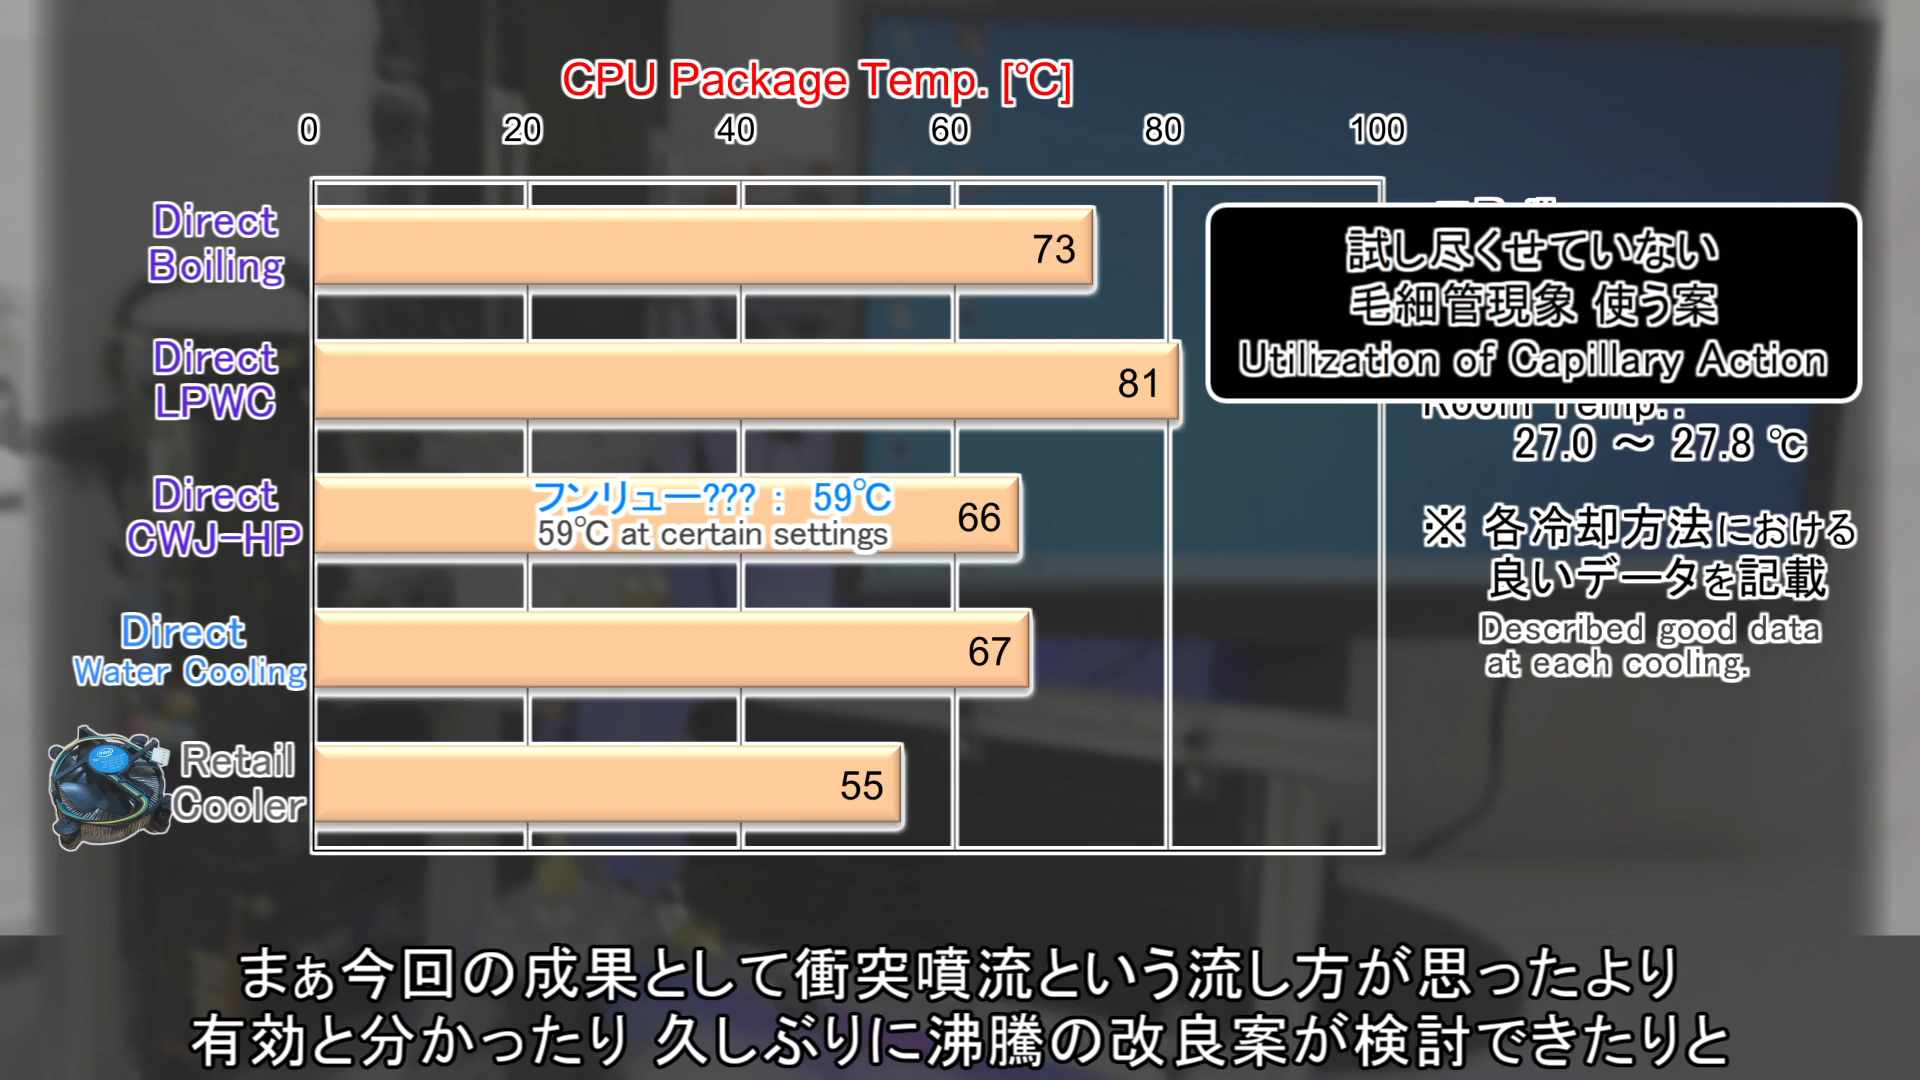 CPU Package Temp. [℃]
0 20 40 60 80 100
Direct
Boiling
73
Direct
LPWC
81
Direct
CWJ-HP
フンリュー???： 59℃
59℃ at certain settings
66
Direct
Water Cooling
67
Retail
Cooler
55
intel
試し尽くせていない
毛細管現象 使う案
Utilization of Capillary Action
Room Temp.:
27.0 ～ 27.8 ℃
※ 各冷却方法における
良いデータを記載
Described good data
at each cooling.
まぁ今回の成果として衝突噴流という流し方が思ったより
有効と分かったり 久しぶりに沸騰の改良案が検討できたりと